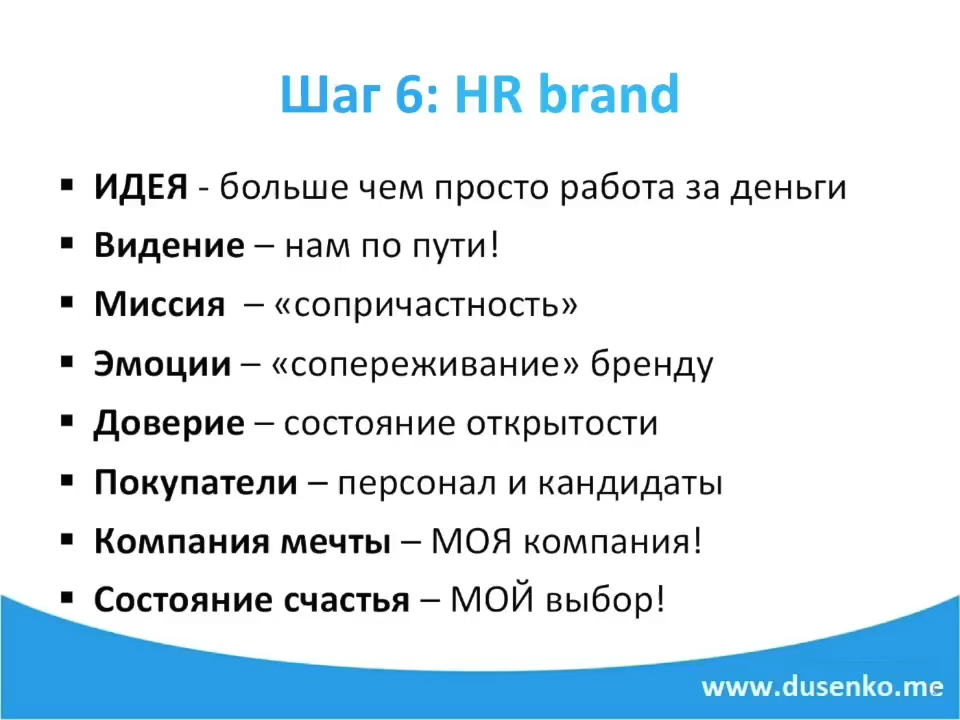 Шаг 6: HR brand
▪ ИДЕЯ - больше чем просто работа за деньги
▪ Видение – нам по пути!
▪ Миссия – «сопричастность»
▪ Эмоции – «сопереживание» бренду
▪ Доверие – состояние открытости
▪ Покупатели – персонал и кандидаты
▪ Компания мечты – МОЯ компания!
▪ Состояние счастья – МОЙ выбор!
www.dusenko.me